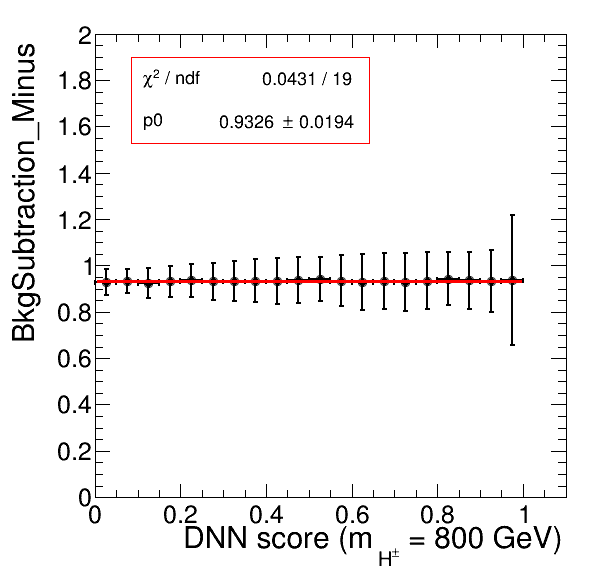 BkgSubtraction_Minus
2
1.8
1.6
1.4
1.2
1
0.8
0.6
0.4
0.2
0
χ² / ndf 0.0431 / 19
p0 0.9326 ± 0.0194
0 0.2 0.4 0.6 0.8 1
DNN score (m_H± = 800 GeV)